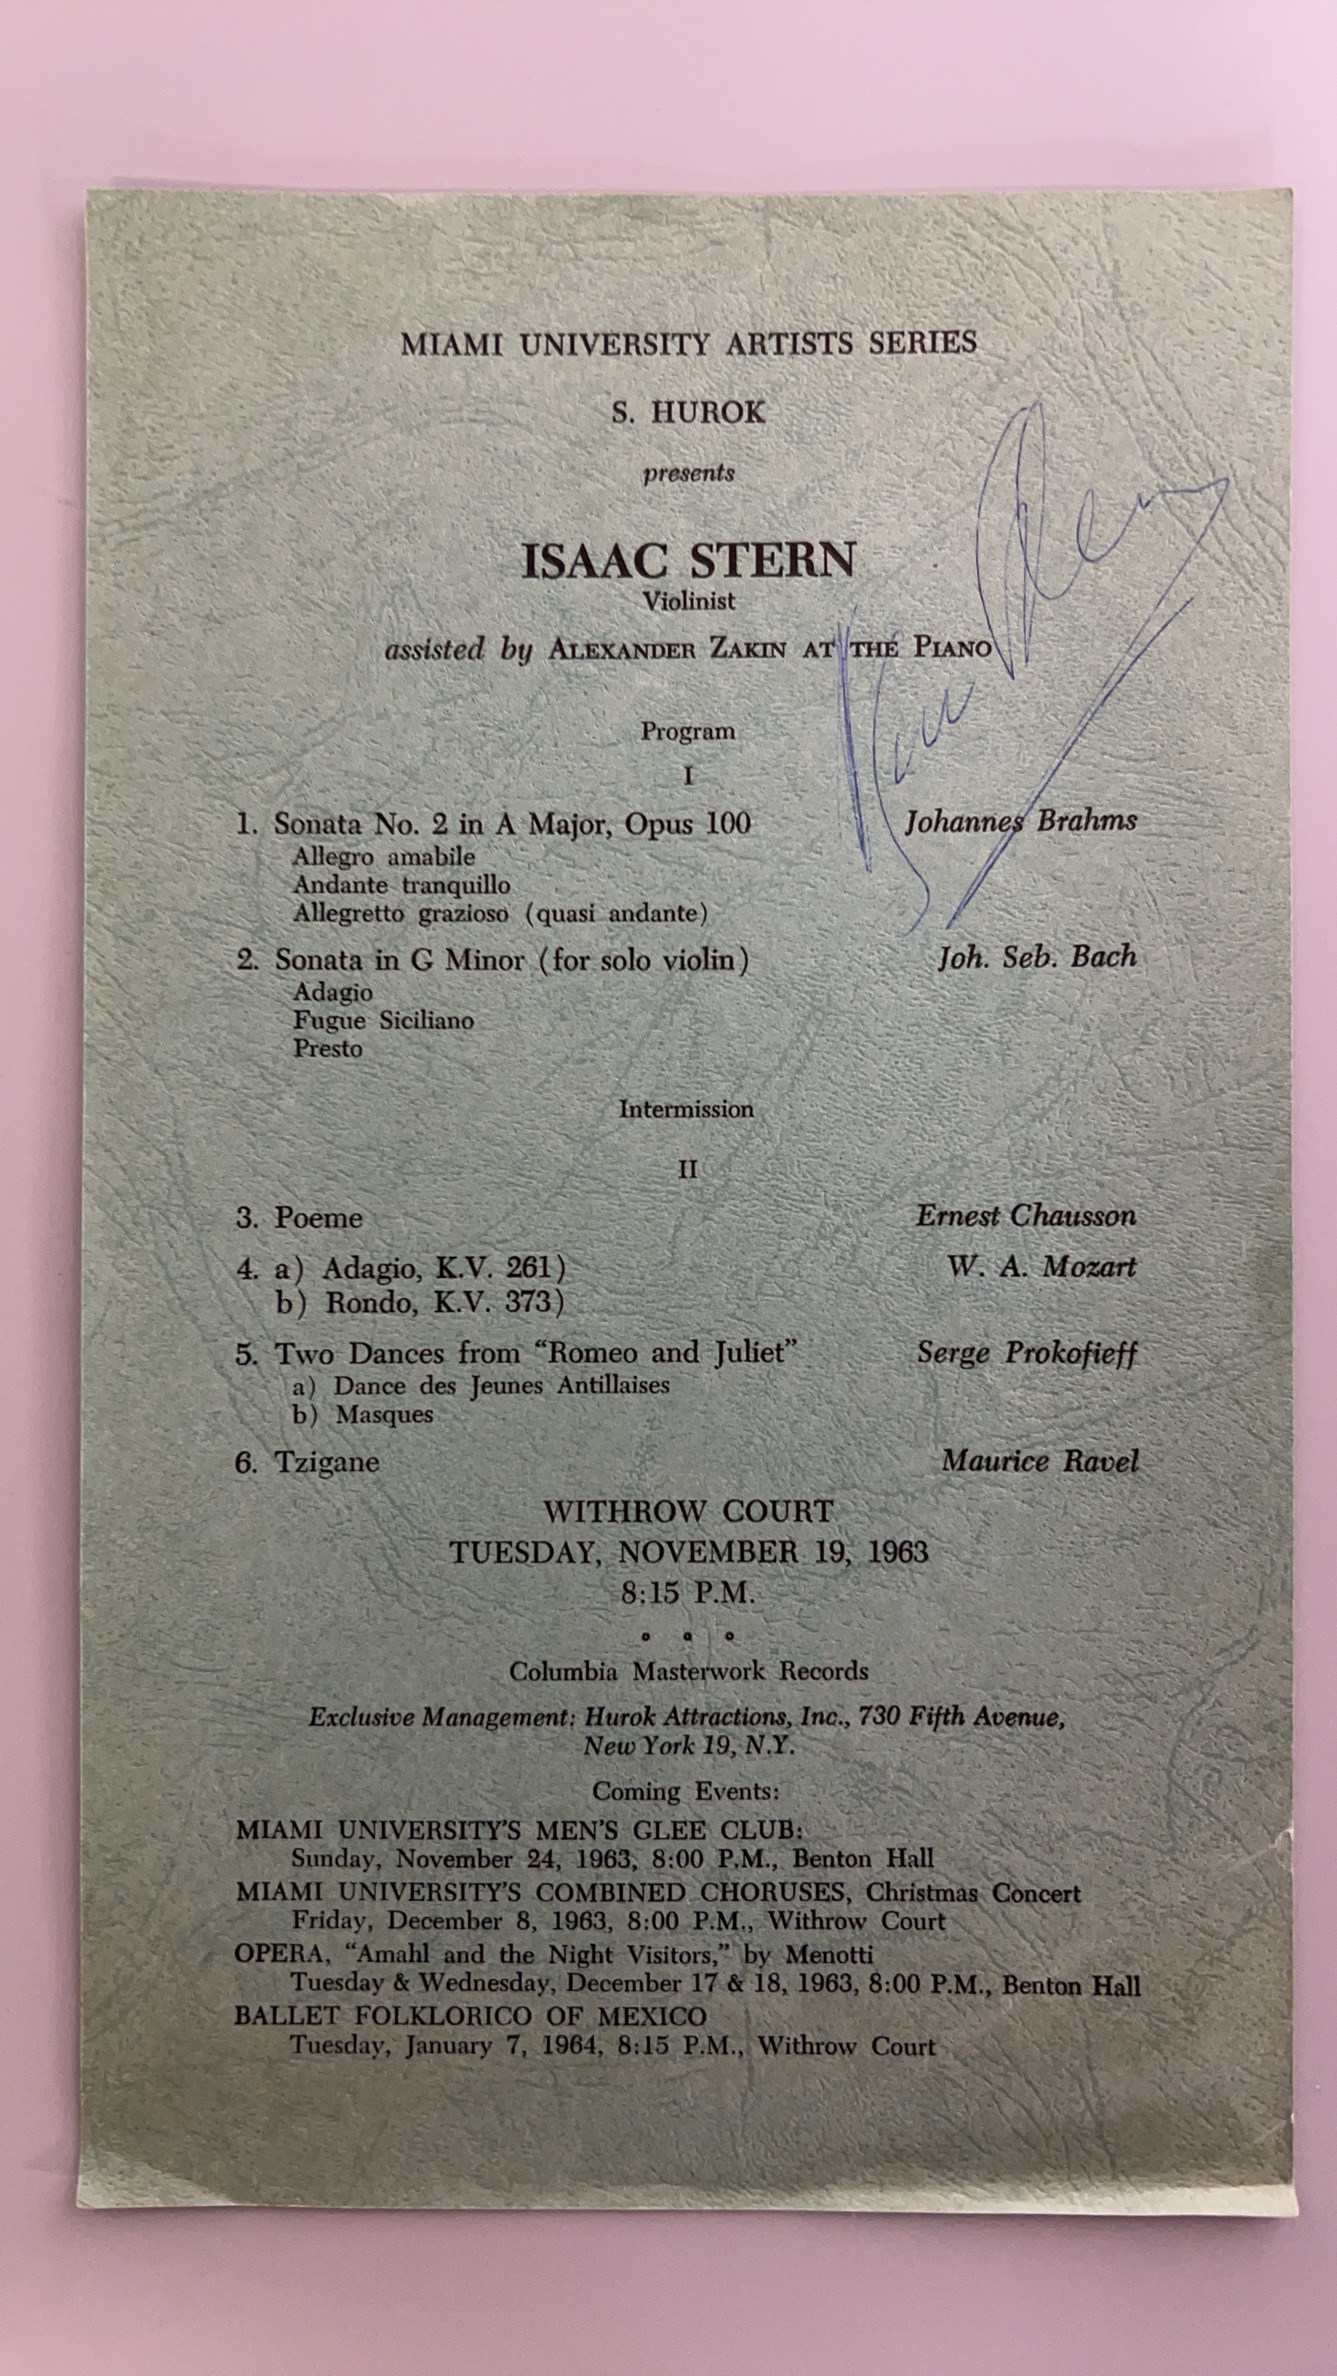 MIAMI UNIVERSITY ARTISTS SERIES
S. HUROK
presents
ISAAC STERN
Violinist
assisted by ALEXANDER ZAKIN AT THE PIANO
Isaac Stern
Program
I
1. Sonata No. 2 in A Major, Opus 100 Johannes Brahms
Allegro amabile
Andante tranquillo
Allegretto grazioso (quasi andante)
2. Sonata in G Minor (for solo violin) Joh. Seb. Bach
Adagio
Fugue Siciliano
Presto
Intermission
II
3. Poeme Ernest Chausson
4. a) Adagio, K.V. 261) W. A. Mozart
b) Rondo, K.V. 373)
5. Two Dances from “Romeo and Juliet” Serge Prokofieff
a) Dance des Jeunes Antillaises
b) Masques
6. Tzigane Maurice Ravel
WITHROW COURT
TUESDAY, NOVEMBER 19, 1963
8:15 P.M.
Columbia Masterwork Records
Exclusive Management: Hurok Attractions, Inc., 730 Fifth Avenue,
New York 19, N.Y.
Coming Events:
MIAMI UNIVERSITY'S MEN'S GLEE CLUB:
Sunday, November 24, 1963, 8:00 P.M., Benton Hall
MIAMI UNIVERSITY'S COMBINED CHORUSES, Christmas Concert
Friday, December 8, 1963, 8:00 P.M., Withrow Court
OPERA, “Amahl and the Night Visitors,” by Menotti
Tuesday & Wednesday, December 17 & 18, 1963, 8:00 P.M., Benton Hall
BALLET FOLKLORICO OF MEXICO
Tuesday, January 7, 1964, 8:15 P.M., Withrow Court